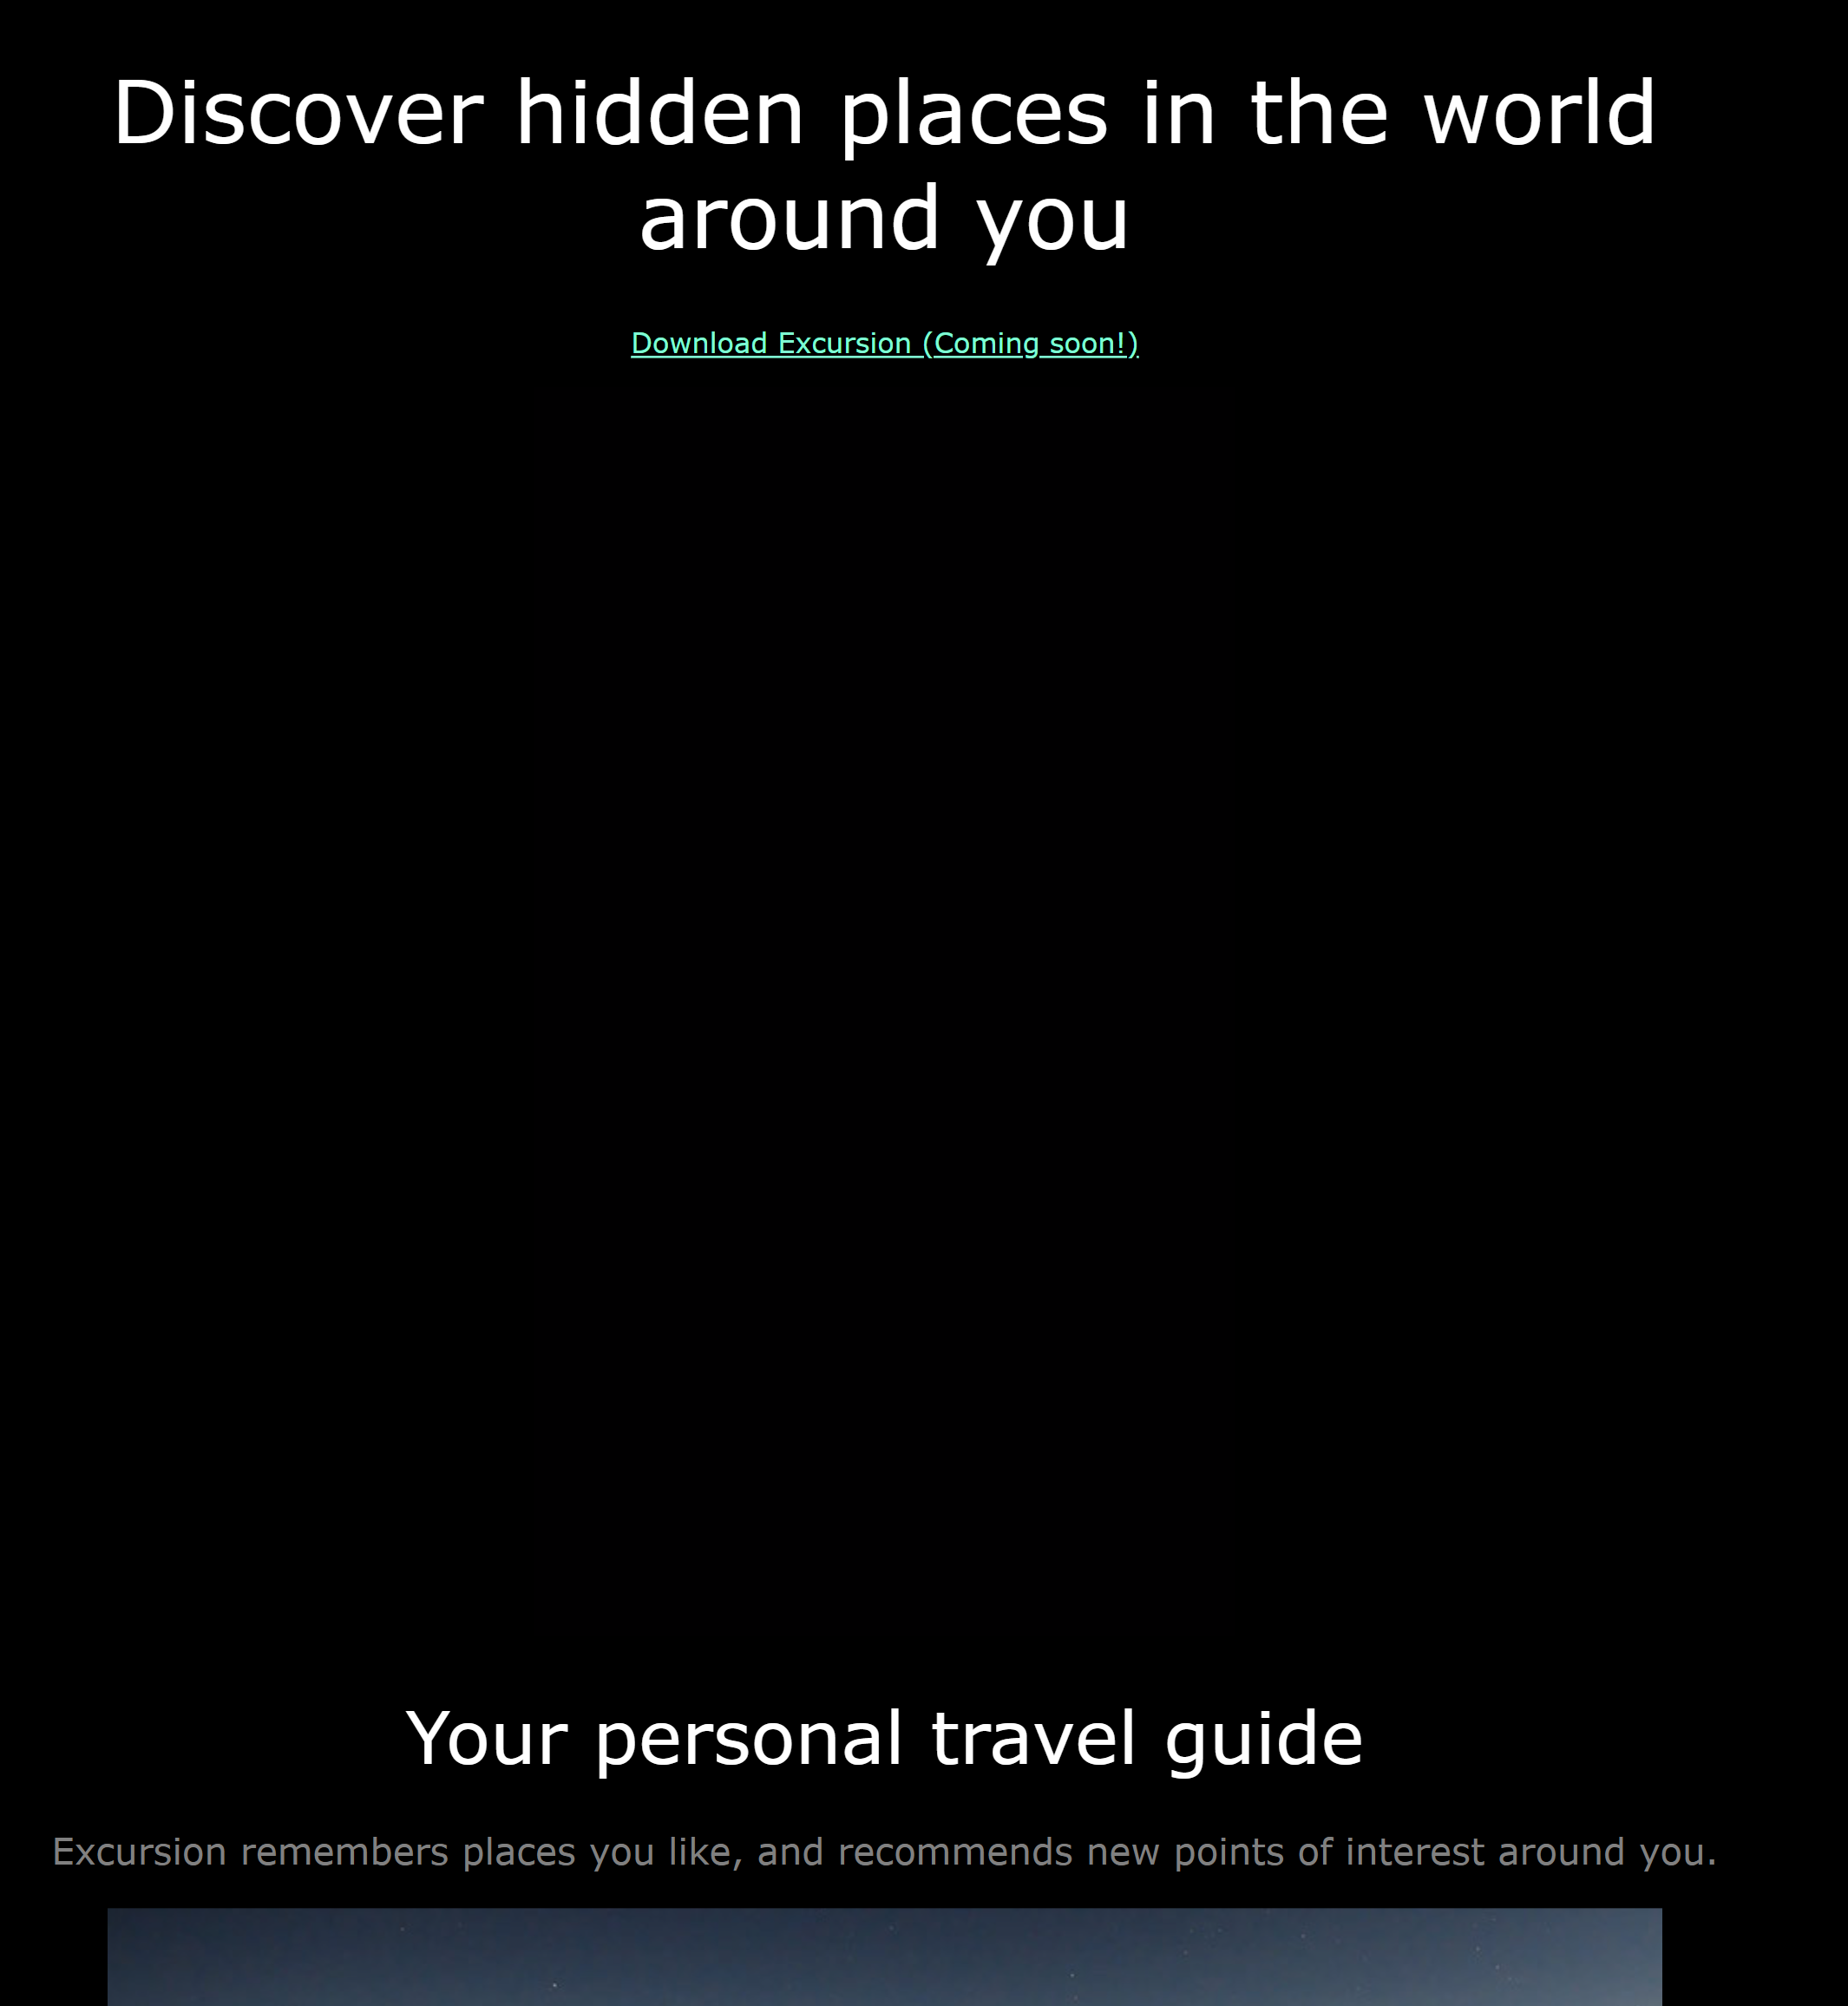 Discover hidden places in the world
around you
Download Excursion (Coming soon!)
Your personal travel guide
Excursion remembers places you like, and recommends new points of interest around you.